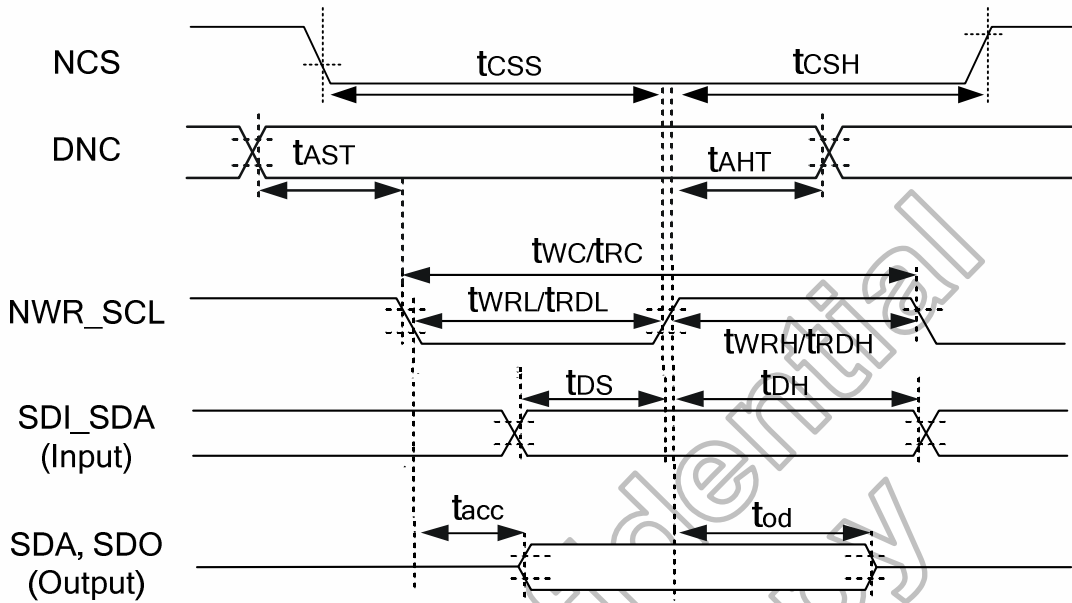 NCS
tCSS
tCSH
DNC
tAST
tAHT
tWC/tRC
NWR_SCL
tWRL/tRDL
tWRH/tRDH
SDI_SDA
(Input)
tDS
tDH
SDA, SDO
(Output)
tacc
tod